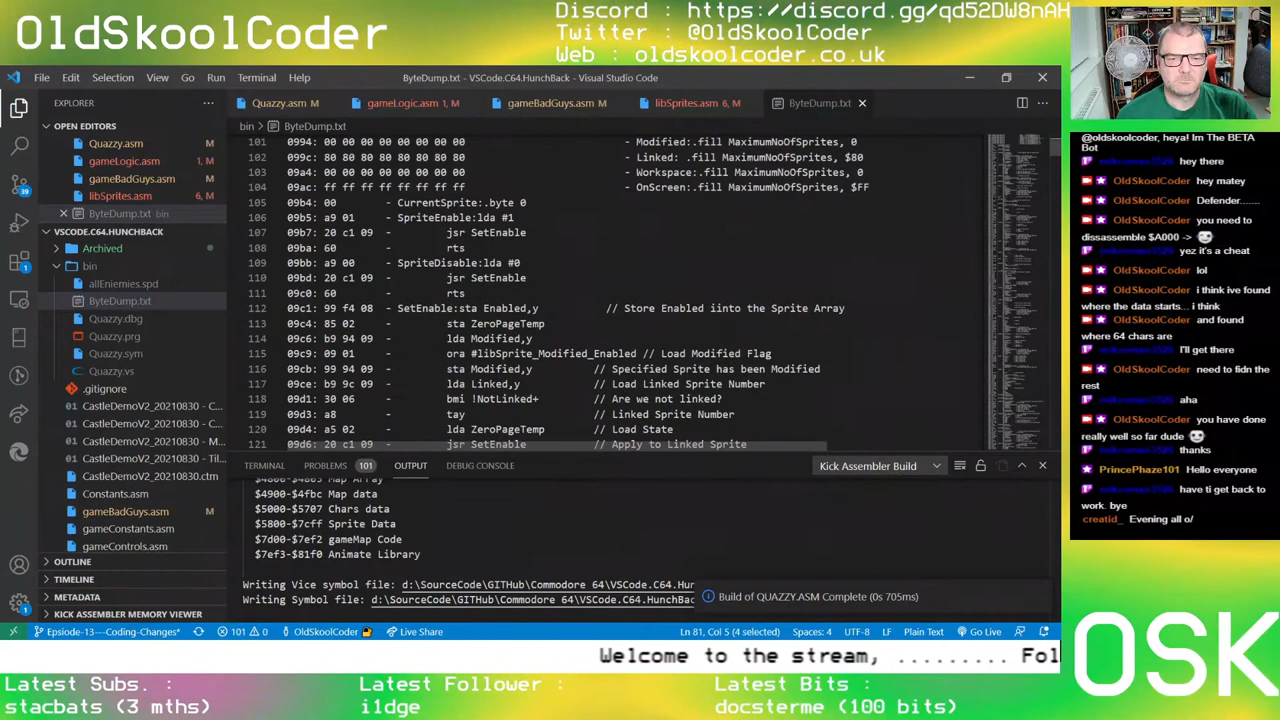 OldSkoolCoder
Discord : https://discord.gg/qd52DW8nAH
Twitter : @OldSkoolCoder
Web : oldskoolcoder.co.uk
File Edit Selection View Go Run Terminal Help
ByteDump.txt - VSCode.C64.HunchBack - Visual Studio Code
EXPLORER
OPEN EDITORS
Quazzy.asm M
gameLogic.asm 1, M
gameBadGuys.asm M
libSprites.asm 6, M
ByteDump.txt bin
VSCODE.C64.HUNCHBACK
Archived
bin
allEniemies.spd
ByteDump.txt
Quazzy.dbg
Quazzy.prg
Quazzy.sym
Quazzy.vs
.gitignore
CastleDemoV2_20210830 - C...
CastleDemoV2_20210830 - C...
CastleDemoV2_20210830 - M...
CastleDemoV2_20210830 - Til...
CastleDemoV2_20210830.ctm
Constants.asm
gameBadGuys.asm M
gameConstants.asm
gameControls.asm
OUTLINE
TIMELINE
METADATA
KICK ASSEMBLER MEMORY VIEWER
39
1
1
Quazzy.asm M
gameLogic.asm 1, M
gameBadGuys.asm M
libSprites.asm 6, M
ByteDump.txt
bin > ByteDump.txt
101 0994: 00 00 00 00 00 00 00 00 - Modified:.fill MaximumNoOfSprites, 0
102 099c: 80 80 80 80 80 80 80 80 - Linked: .fill MaximumNoOfSprites, $80
103 09a4: 00 00 00 00 00 00 00 00 - Workspace:.fill MaximumNoOfSprites, 0
104 09ac: ff ff ff ff ff ff ff ff - OnScreen:.fill MaximumNoOfSprites, $FF
105 09b4: 00 - CurrentSprite:.byte 0
106 09b5: a9 01 - SpriteEnable:lda #1
107 09b7: 20 c1 09 - jsr SetEnable
108 09ba: 60 - rts
109 09bb: a9 00 - SpriteDisable:lda #0
110 09bd: 20 c1 09 - jsr SetEnable
111 09c0: 60 - rts
112 09c1: 99 f4 08 - SetEnable:sta Enabled,y // Store Enabled iinto the Sprite Array
113 09c4: 85 02 - sta ZeroPageTemp
114 09c6: b9 94 09 - lda Modified,y
115 09c9: 09 01 - ora #libSprite_Modified_Enabled // Load Modified Flag
116 09cb: 99 94 09 - sta Modified,y // Specified Sprite has been Modified
117 09ce: b9 9c 09 - lda Linked,y // Load Linked Sprite Number
118 09d1: 30 06 - bmi !NotLinked+ // Are we not linked?
119 09d3: a8 - tay // Linked Sprite Number
120 09d4: a5 02 - lda ZeroPageTemp // Load State
121 09d6: 20 c1 09 - jsr SetEnable // Apply to Linked Sprite
TERMINAL PROBLEMS 101 OUTPUT DEBUG CONSOLE
Kick Assembler Build
$4800-$4803 Map Array
$4900-$4fbc Map data
$5000-$5707 Chars data
$5800-$7cff Sprite Data
$7d00-$7ef2 gameMap Code
$7ef3-$81f0 Animate Library
Writing Vice symbol file: d:\SourceCode\GITHub\Commodore 64\VSCode.C64.Hun
Writing Symbol file: d:\SourceCode\GITHub\Commodore 64\VSCode.C64.HunchBac
Build of QUAZZY.ASM Complete (0s 705ms)
Epsiode-13---Coding-Changes* 101 0 OldSkoolCoder Live Share
Ln 81, Col 5 (4 selected) Spaces: 4 UTF-8 LF Plain Text Go Live
@oldskoolcoder, heya! Im The BETA
Bot
hey there
OldSkoolCoder hey matey
OldSkoolCoder Defender......
OldSkoolCoder you need to
dissassemble $A000 ->
yez it's a cheat
OldSkoolCoder lol
OldSkoolCoder i think ive found
where the data starts... i think
OldSkoolCoder and found
where 64 chars are
I'll get there
OldSkoolCoder need to fidn the
rest
aha
OldSkoolCoder you have done
really well so far dude
thanks
PrincePhaze101 Hello everyone
have ti get back to
work. bye
creatid_ Evening all o/
OSK
Welcome to the stream, ......... Fol
Latest Subs. :
stacbats (3 mths)
Latest Follower :
i1dge
Latest Bits :
docsterme (100 bits)